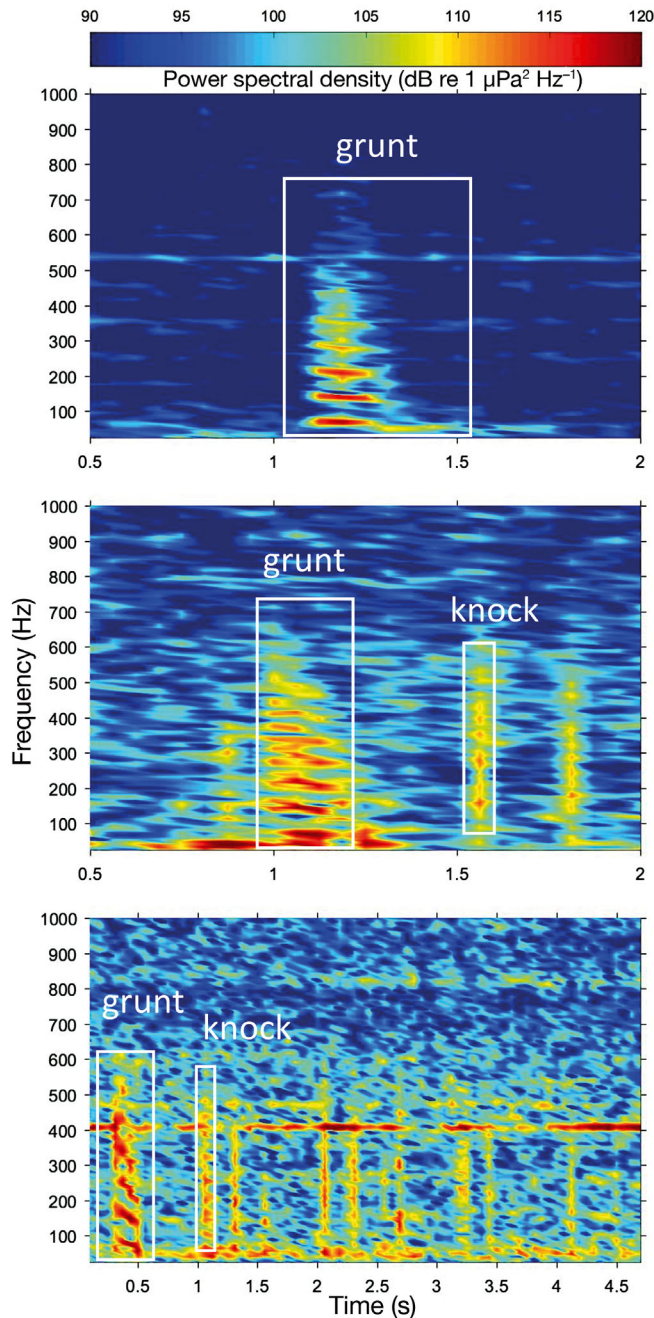 90 95 100 105 110 115 120
Power spectral density (dB re 1 µPa² Hz⁻¹)
1000
900
800
700
600
500
400
300
200
100
grunt
0.5 1 1.5 2
1000
900
800
700
600
500
400
300
200
100
Frequency (Hz)
grunt
knock
0.5 1 1.5 2
1000
900
800
700
600
500
400
300
200
100
grunt
knock
0.5 1 1.5 2 2.5 3 3.5 4 4.5
Time (s)